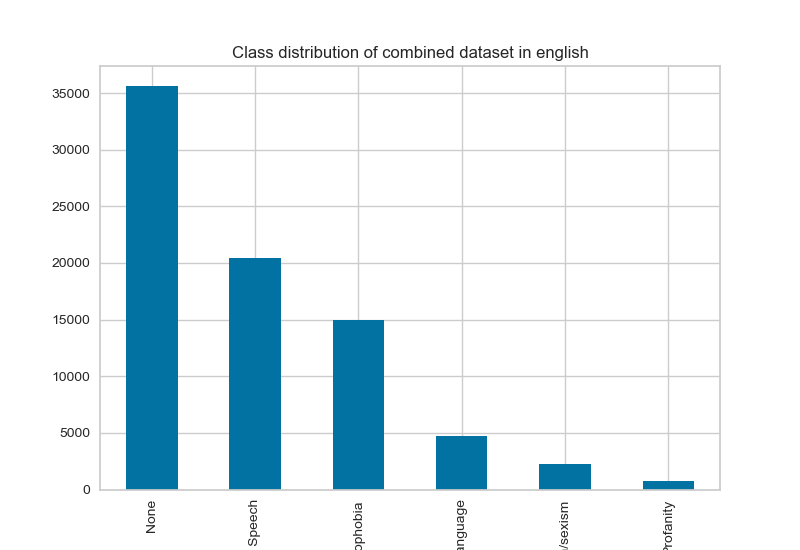 Class distribution of combined dataset in english
35000
30000
25000
20000
15000
10000
5000
0
None
Speech
ophobia
anguage
/sexism
Profanity